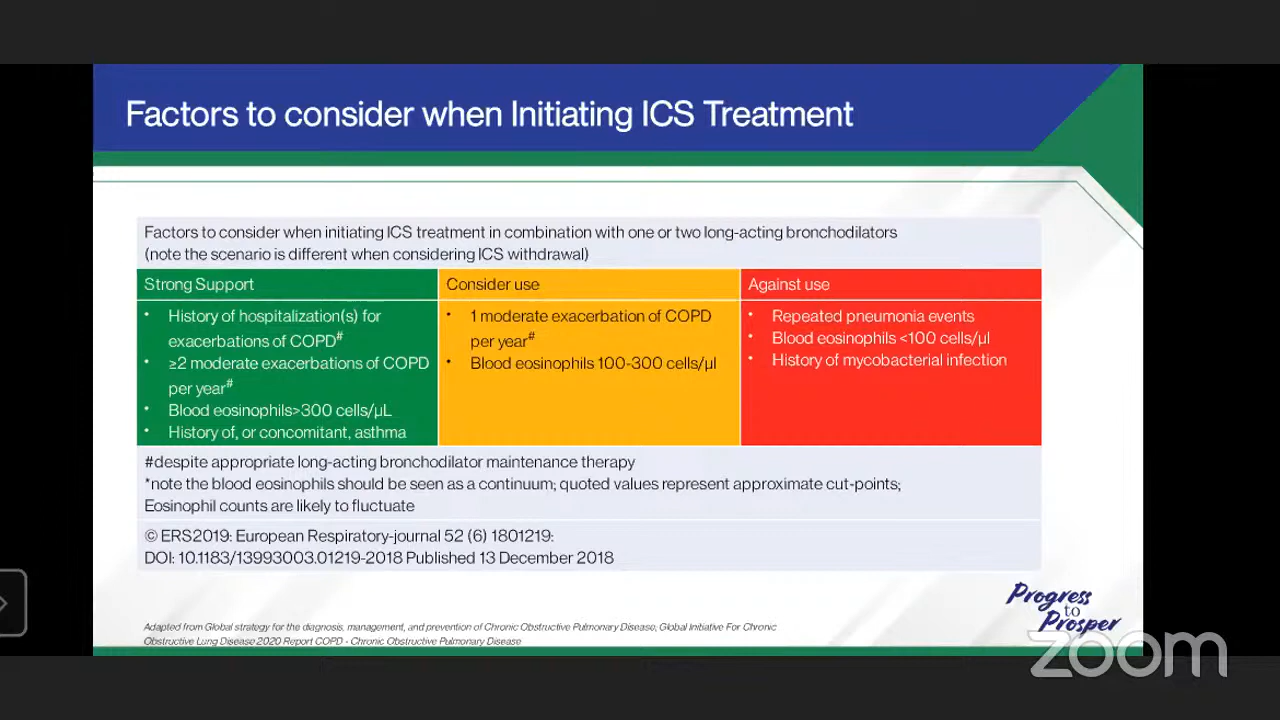 Factors to consider when Initiating ICS Treatment
Factors to consider when initiating ICS treatment in combination with one or two long-acting bronchodilators
(note the scenario is different when considering ICS withdrawal)
Strong Support
• History of hospitalization(s) for
exacerbations of COPD#
• ≥2 moderate exacerbations of COPD
per year#
• Blood eosinophils>300 cells/µL
• History of, or concomitant, asthma
Consider use
• 1 moderate exacerbation of COPD
per year#
• Blood eosinophils 100-300 cells/µl
Against use
• Repeated pneumonia events
• Blood eosinophils <100 cells/µl
• History of mycobacterial infection
#despite appropriate long-acting bronchodilator maintenance therapy
*note the blood eosinophils should be seen as a continuum; quoted values represent approximate cut-points;
Eosinophil counts are likely to fluctuate
© ERS2019: European Respiratory-journal 52 (6) 1801219:
DOI: 10.1183/13993003.01219-2018 Published 13 December 2018
Adapted from Global strategy for the diagnosis, management, and prevention of Chronic Obstructive Pulmonary Disease, Global Initiative For Chronic
Obstructive Lung Disease 2020 Report COPD - Chronic Obstructive Pulmonary Disease
Progress
to
Prosper
zoom